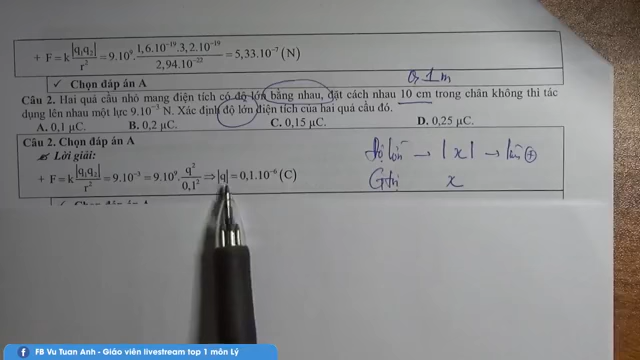 + F = k|q₁q₂|/r² = 9.10⁹. 1,6.10⁻¹⁹.3,2.10⁻¹⁹/2,94.10⁻²² = 5,33.10⁻⁷ (N)
✓ Chọn đáp án A
0,1m
Câu 2. Hai quả cầu nhỏ mang điện tích có độ lớn bằng nhau, đặt cách nhau 10 cm trong chân không thì tác
dụng lên nhau một lực 9.10⁻³ N. Xác định độ lớn điện tích của hai quả cầu đó.
A. 0,1 μC. B. 0,2 μC. C. 0,15 μC. D. 0,25 μC.
Câu 2. Chọn đáp án A
Lời giải:
Độ lớn → |x| → luôn ⊕
+ F = k|q₁q₂|/r² = 9.10⁻³ = 9.10⁹. q²/0,1² ⇒ |q| = 0,1.10⁻⁶ (C)
Gtrị x
FB Vu Tuan Anh - Giáo viên livestream top 1 môn Lý